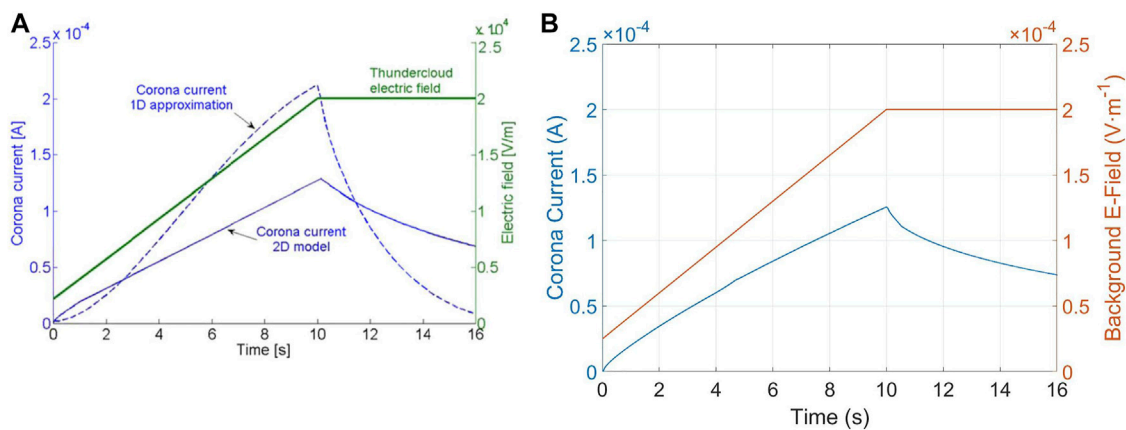 A
2.5 x 10⁻⁴
2
1.5
1
0.5
0
Corona current [A]
x 10⁴
2.5
2
1.5
1
0.5
0
Electric field [V/m]
Corona current
1D approximation
Thundercloud
electric field
Corona current
2D model
0 2 4 6 8 10 12 14 16
Time [s]
B
2.5 ×10⁻⁴
2
1.5
1
0.5
0
Corona Current (A)
×10⁻⁴
2.5
2
1.5
1
0.5
0
Background E-Field (V·m⁻¹)
0 2 4 6 8 10 12 14 16
Time (s)